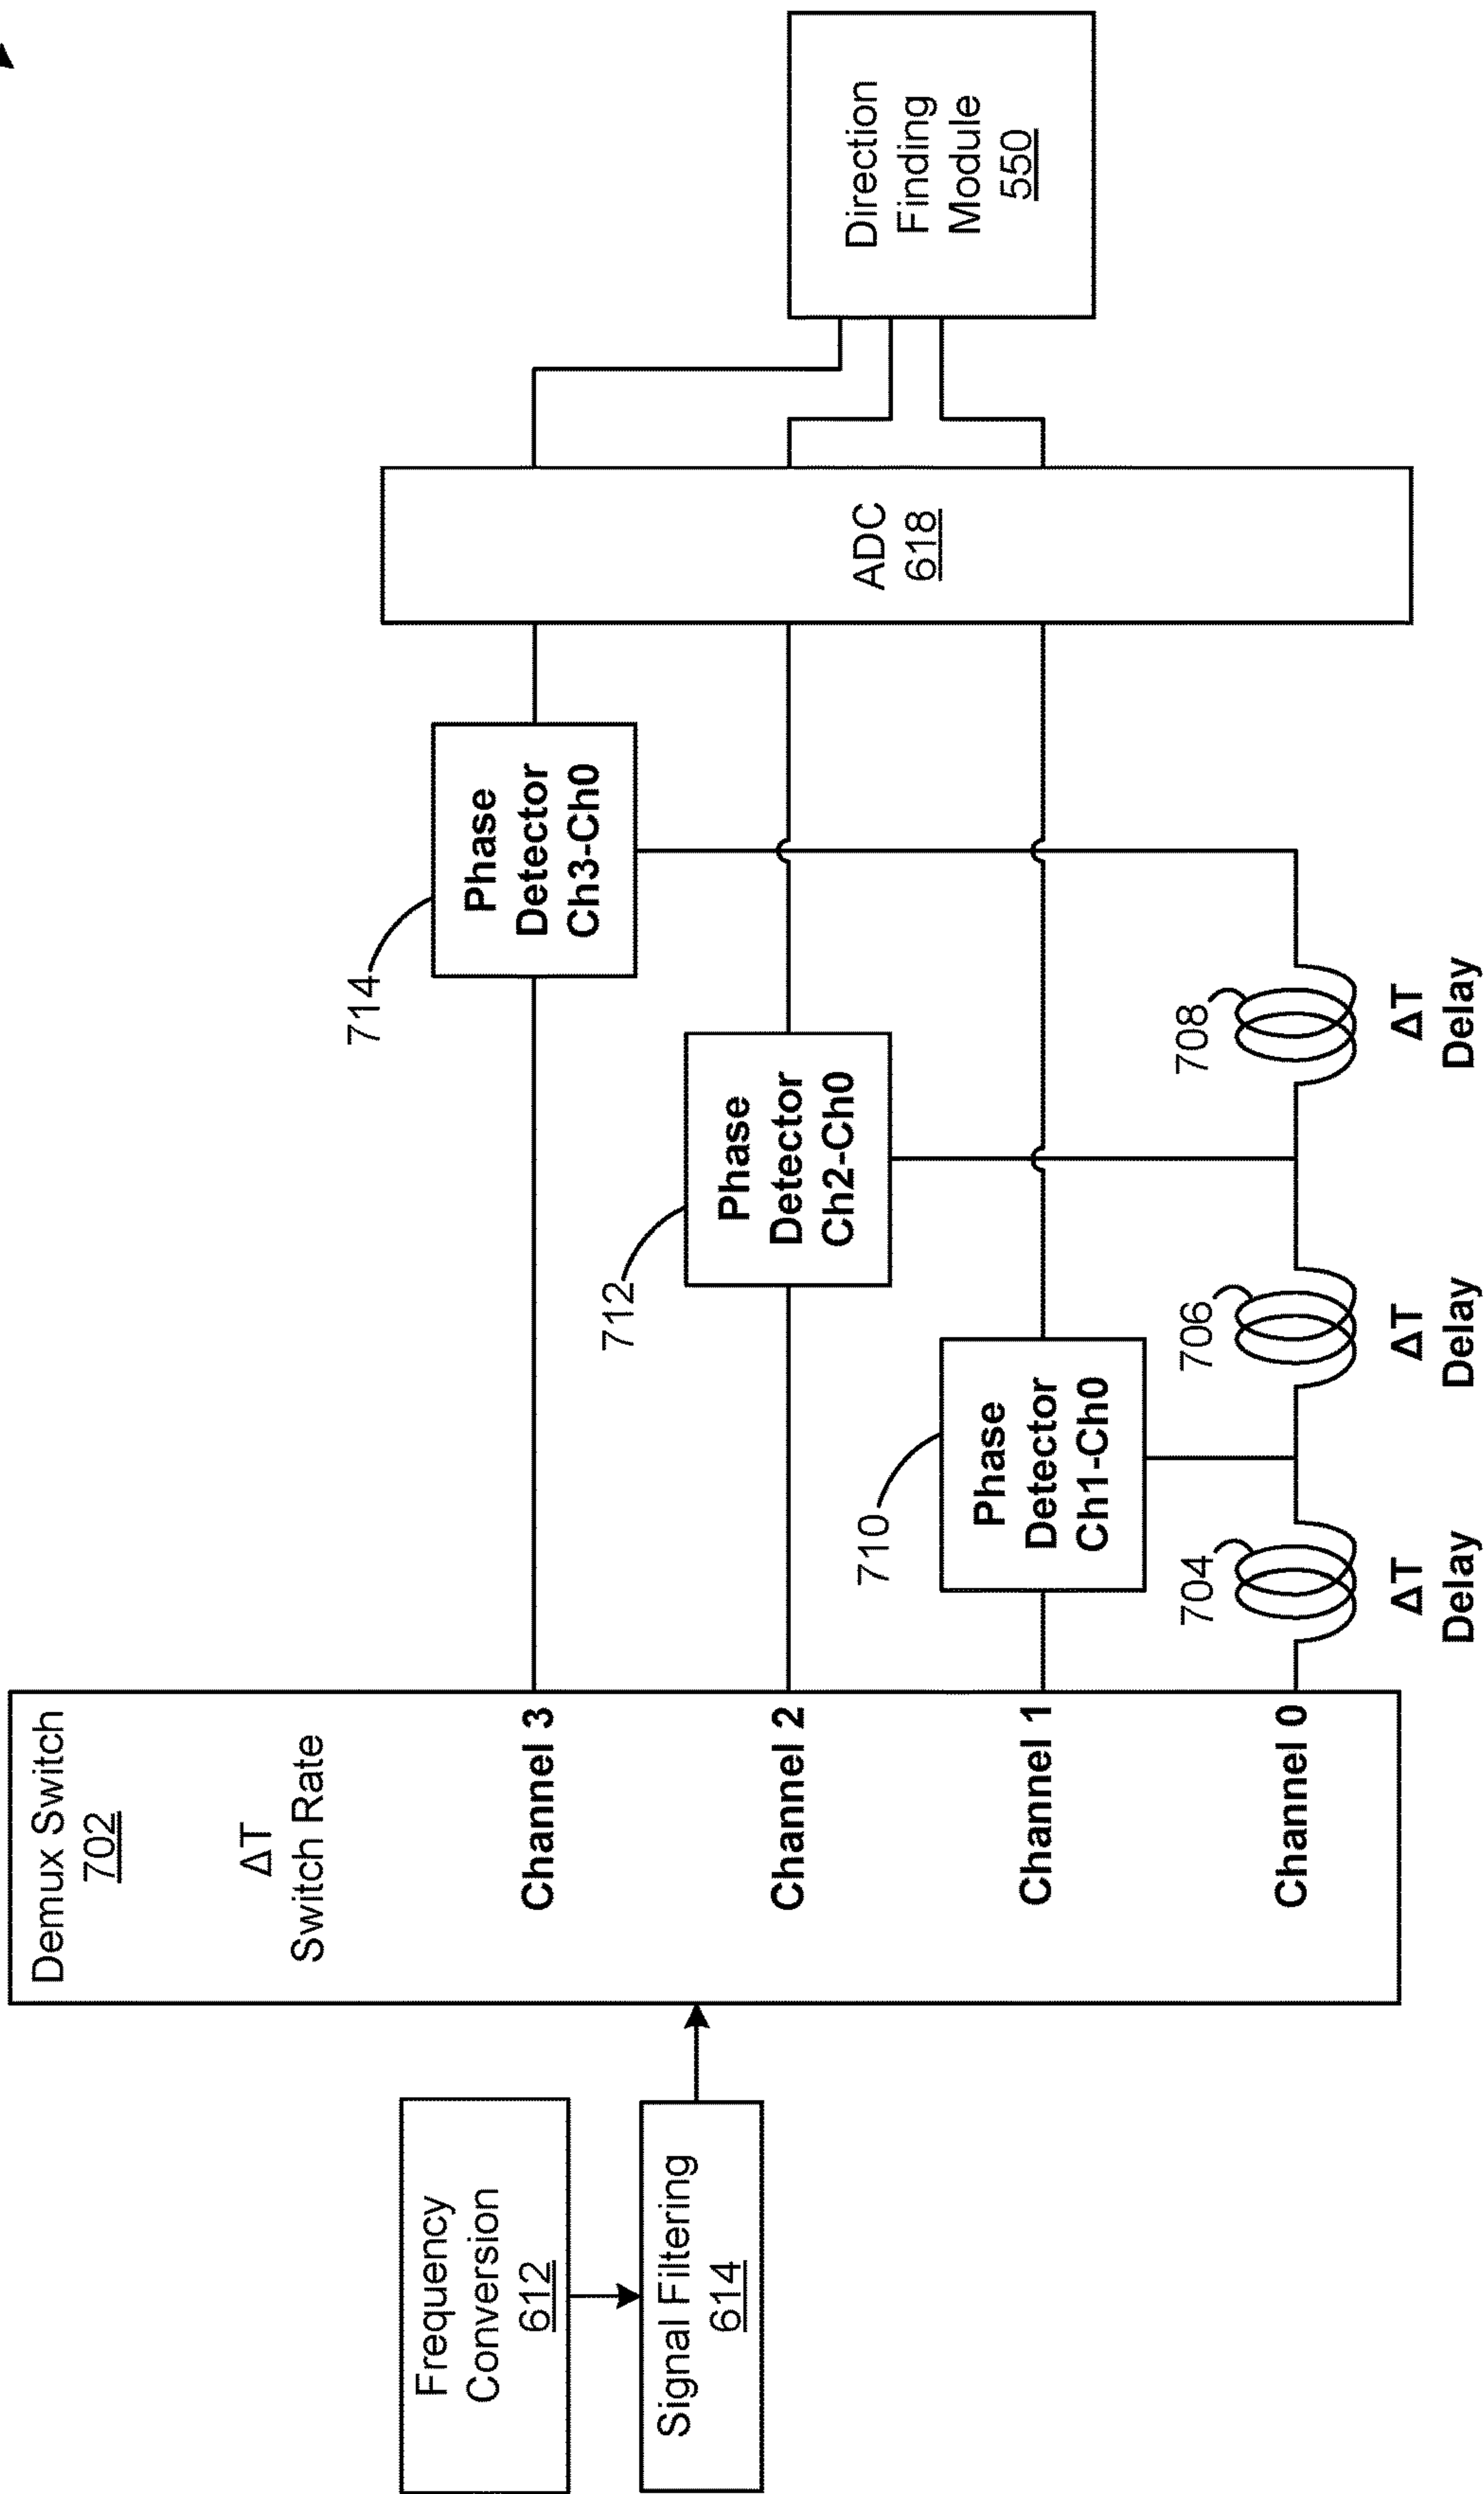 Frequency
Conversion
612
Signal Filtering
614
Demux Switch
702
ΔT
Switch Rate
Channel 3
Channel 2
Channel 1
Channel 0
704
ΔT
Delay
706
ΔT
Delay
708
ΔT
Delay
710
Phase
Detector
Ch1-Ch0
712
Phase
Detector
Ch2-Ch0
714
Phase
Detector
Ch3-Ch0
ADC
618
Direction
Finding
Module
550